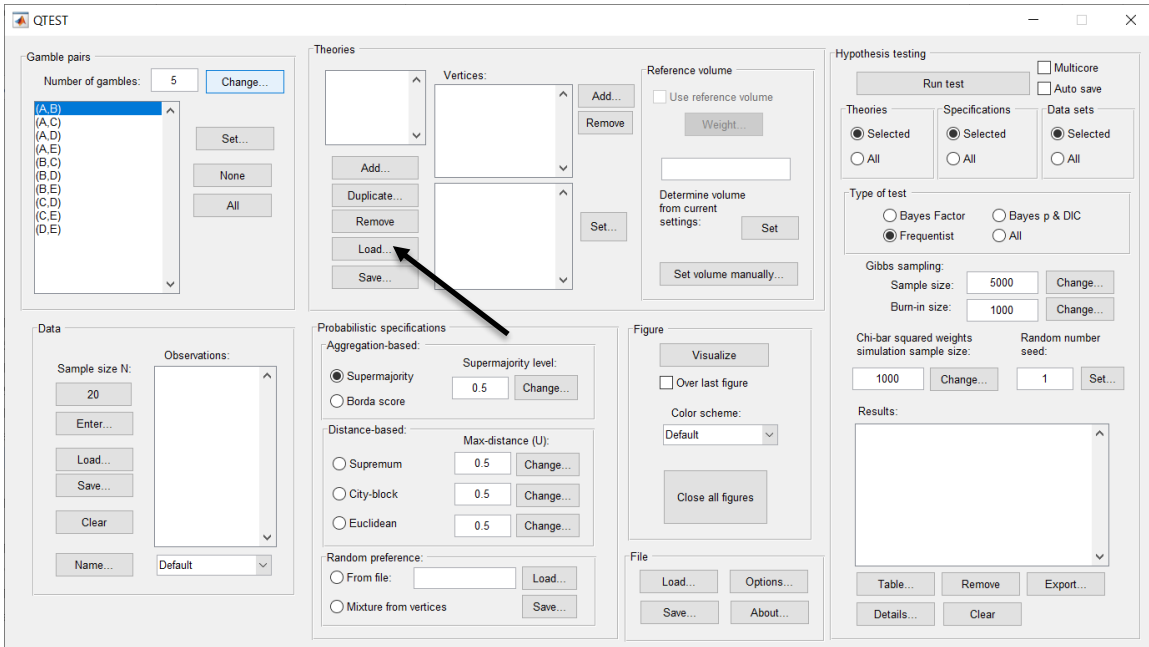 QTEST
Gamble pairs
Number of gambles: 5 Change...
(A,B)
(A,C)
(A,D)
(A,E)
(B,C)
(B,D)
(B,E)
(C,D)
(C,E)
(D,E)
Set...
None
All
Theories
Vertices:
Add...
Remove
Add...
Duplicate...
Remove
Load...
Save...
Set...
Reference volume
Use reference volume
Weight...
Determine volume
from current
settings:
Set
Set volume manually...
Hypothesis testing
Run test
Multicore
Auto save
Theories
Selected
All
Specifications
Selected
All
Data sets
Selected
All
Type of test
Bayes Factor Bayes p & DIC
Frequentist All
Gibbs sampling:
Sample size: 5000 Change...
Burn-in size: 1000 Change...
Chi-bar squared weights
simulation sample size:
1000 Change...
Random number
seed:
1 Set...
Results:
Table... Remove Export...
Details... Clear
Data
Sample size N:
20
Enter...
Load...
Save...
Clear
Name...
Observations:
Default
Probabilistic specifications
Aggregation-based:
Supermajority
Borda score
Supermajority level:
0.5 Change...
Distance-based:
Max-distance (U):
Supremum 0.5 Change...
City-block 0.5 Change...
Euclidean 0.5 Change...
Random preference:
From file: Load...
Mixture from vertices Save...
Figure
Visualize
Over last figure
Color scheme:
Default
Close all figures
File
Load... Options...
Save... About...